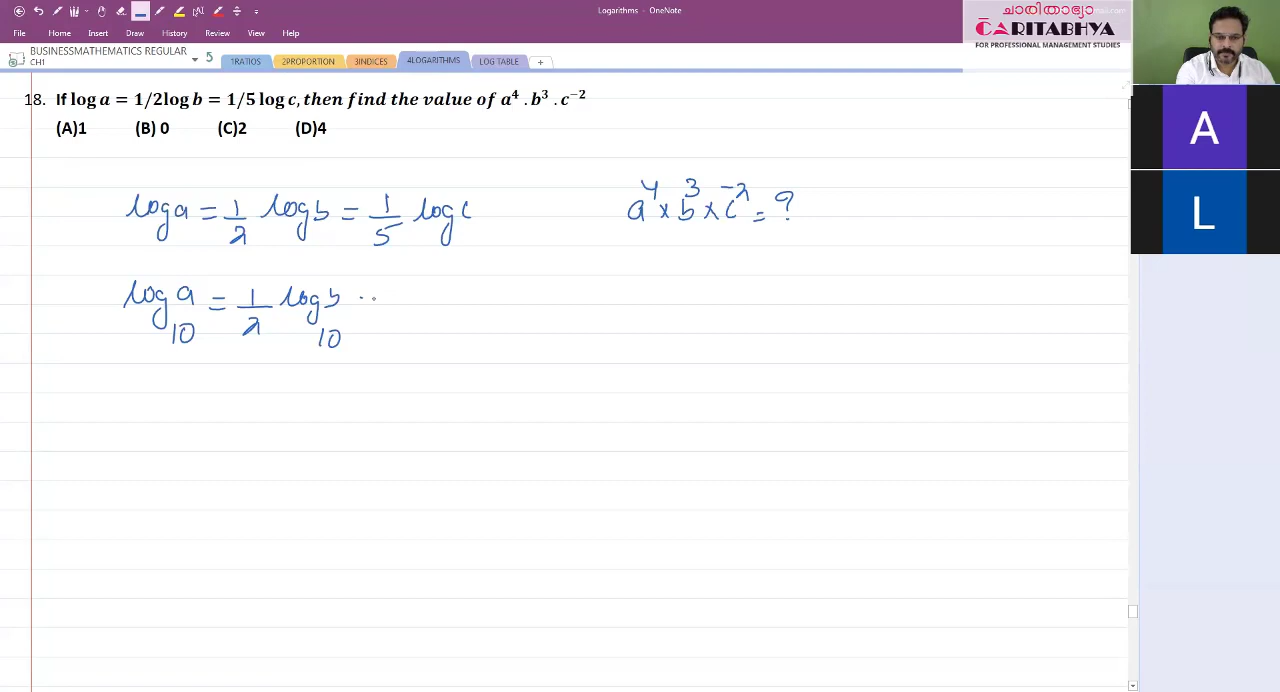 Logarithms - OneNote
File Home Insert Draw History Review View Help
BUSINESSMATHEMATICS REGULAR
CH1
1RATIOS 2PROPORTION 3INDICES 4LOGARITHMS LOG TABLE +
ചാരിതാഭ്യാ
CARITABHYA
FOR PROFESSIONAL MANAGEMENT STUDIES
A
L
18. If log a = 1/2log b = 1/5 log c, then find the value of a⁴ . b³ . c⁻²
(A)1 (B) 0 (C)2 (D)4
log a = 1/2 log b = 1/5 log c
a⁴ × b³ × c⁻² = ?
log₁₀ a = 1/2 log₁₀ b